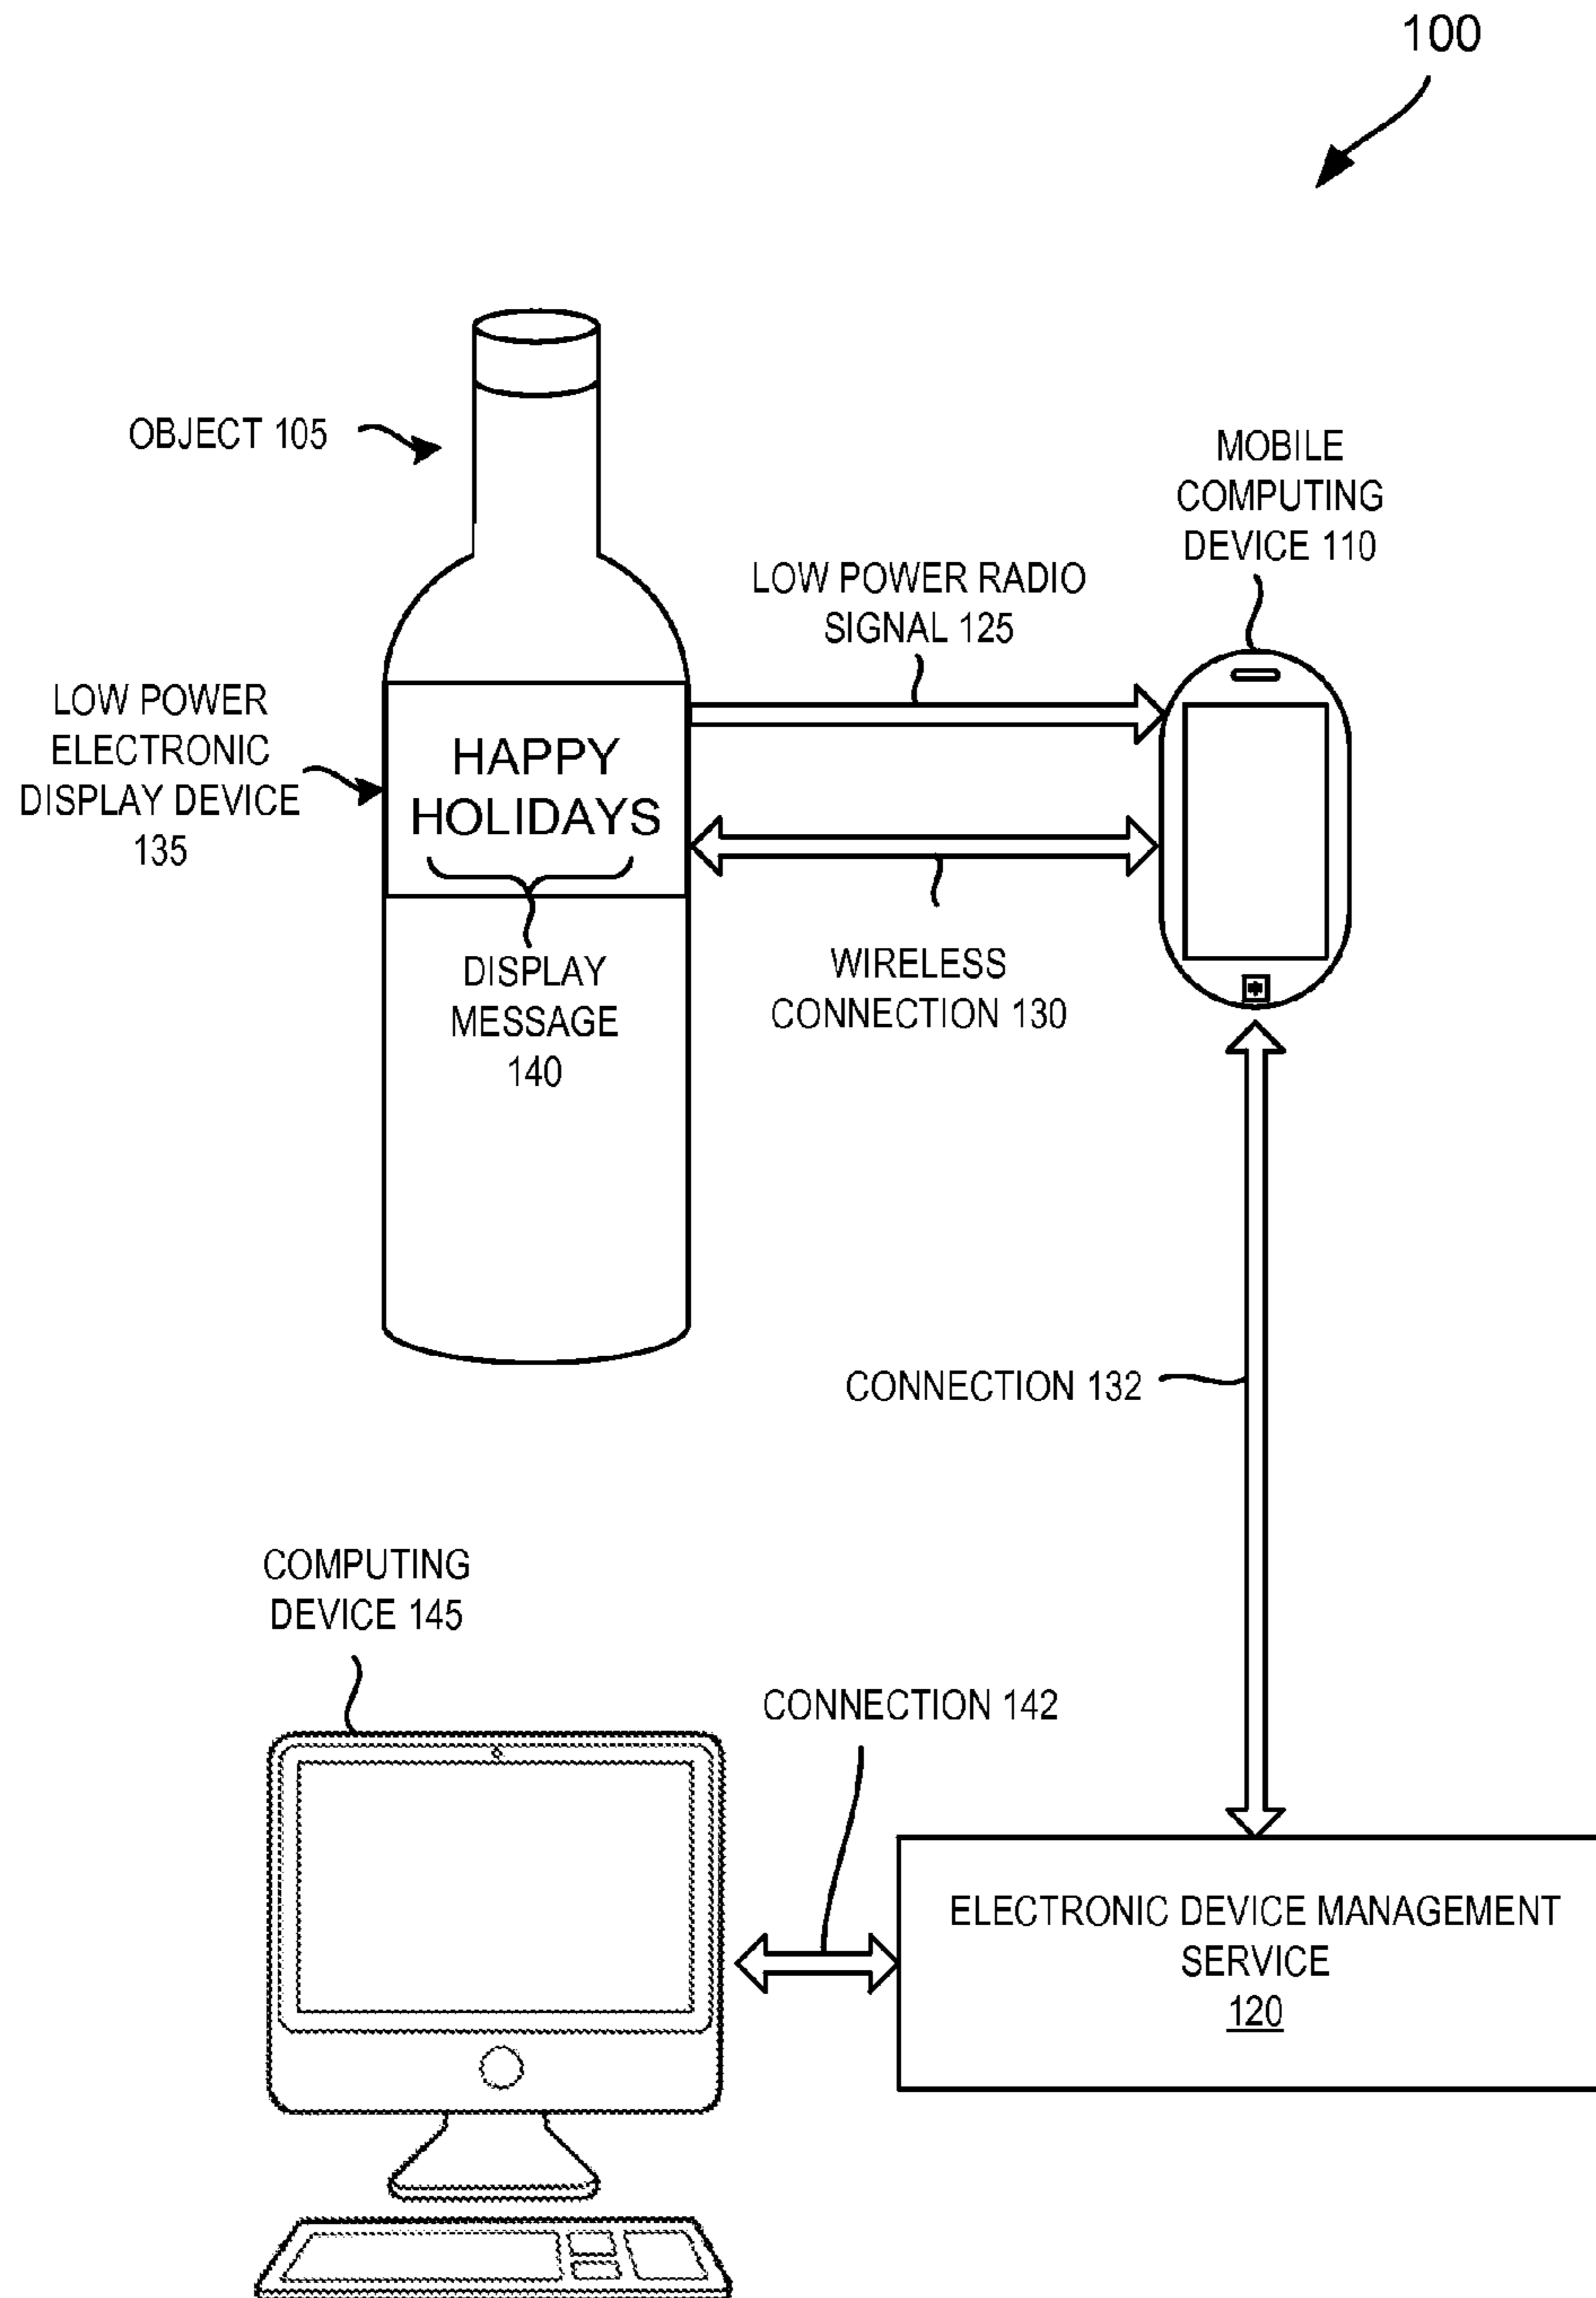 100
OBJECT 105
MOBILE
COMPUTING
DEVICE 110
LOW POWER RADIO
SIGNAL 125
LOW POWER
ELECTRONIC
DISPLAY DEVICE
135
HAPPY
HOLIDAYS
DISPLAY
MESSAGE
140
WIRELESS
CONNECTION 130
CONNECTION 132
COMPUTING
DEVICE 145
CONNECTION 142
ELECTRONIC DEVICE MANAGEMENT
SERVICE
120